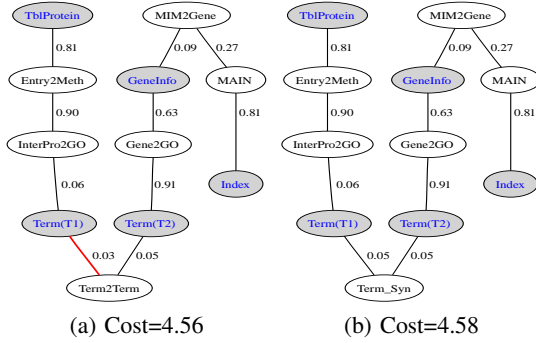 TblProtein
MIM2Gene
0.81
0.09
0.27
Entry2Meth
GeneInfo
MAIN
0.90
0.63
0.81
InterPro2GO
Gene2GO
0.06
0.91
Index
Term(T1)
Term(T2)
0.03
0.05
Term2Term
(a) Cost=4.56
TblProtein
MIM2Gene
0.81
0.09
0.27
Entry2Meth
GeneInfo
MAIN
0.90
0.63
0.81
InterPro2GO
Gene2GO
0.06
0.91
Index
Term(T1)
Term(T2)
0.05
0.05
Term_Syn
(b) Cost=4.58